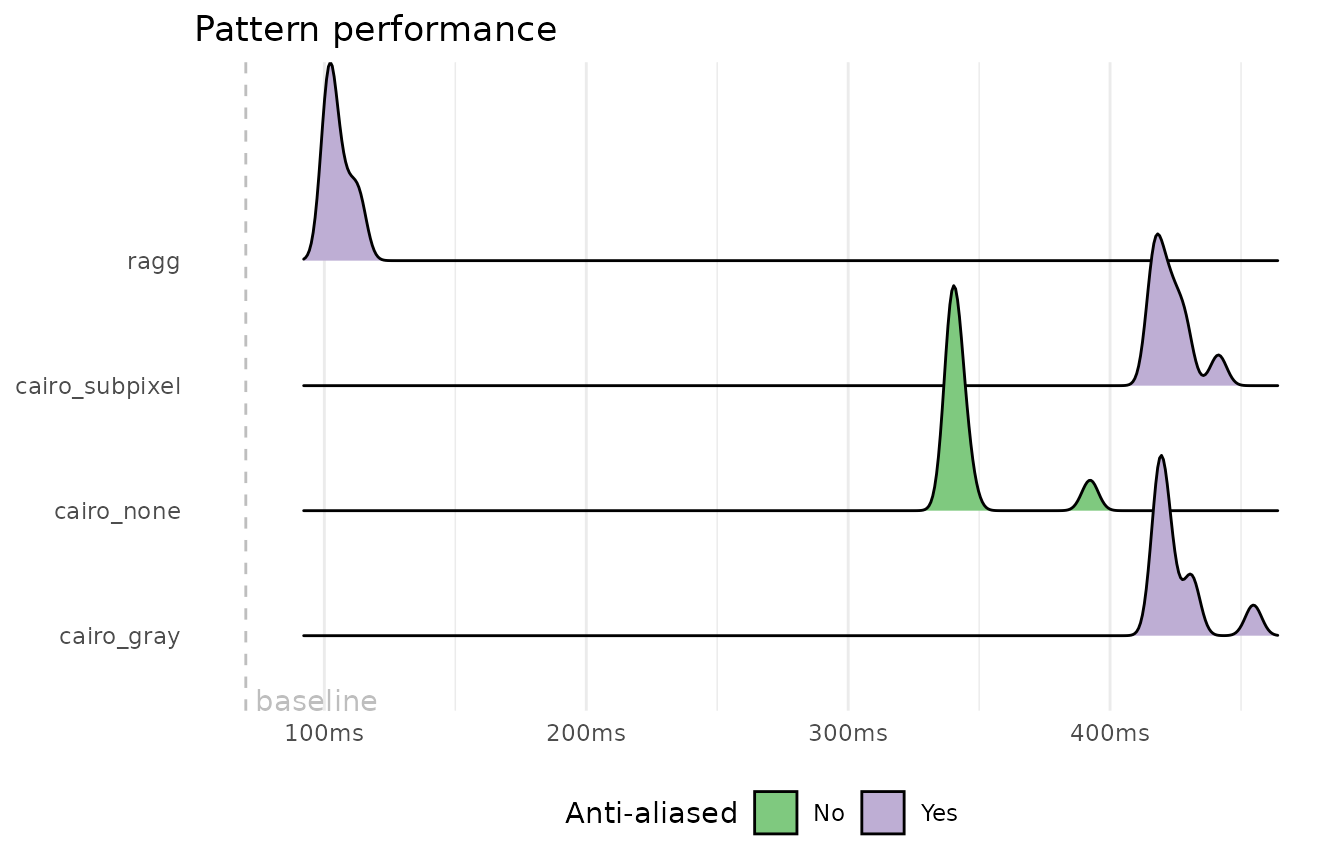 Pattern performance
ragg
cairo_subpixel
cairo_none
cairo_gray
baseline
100ms 200ms 300ms 400ms
Anti-aliased No Yes